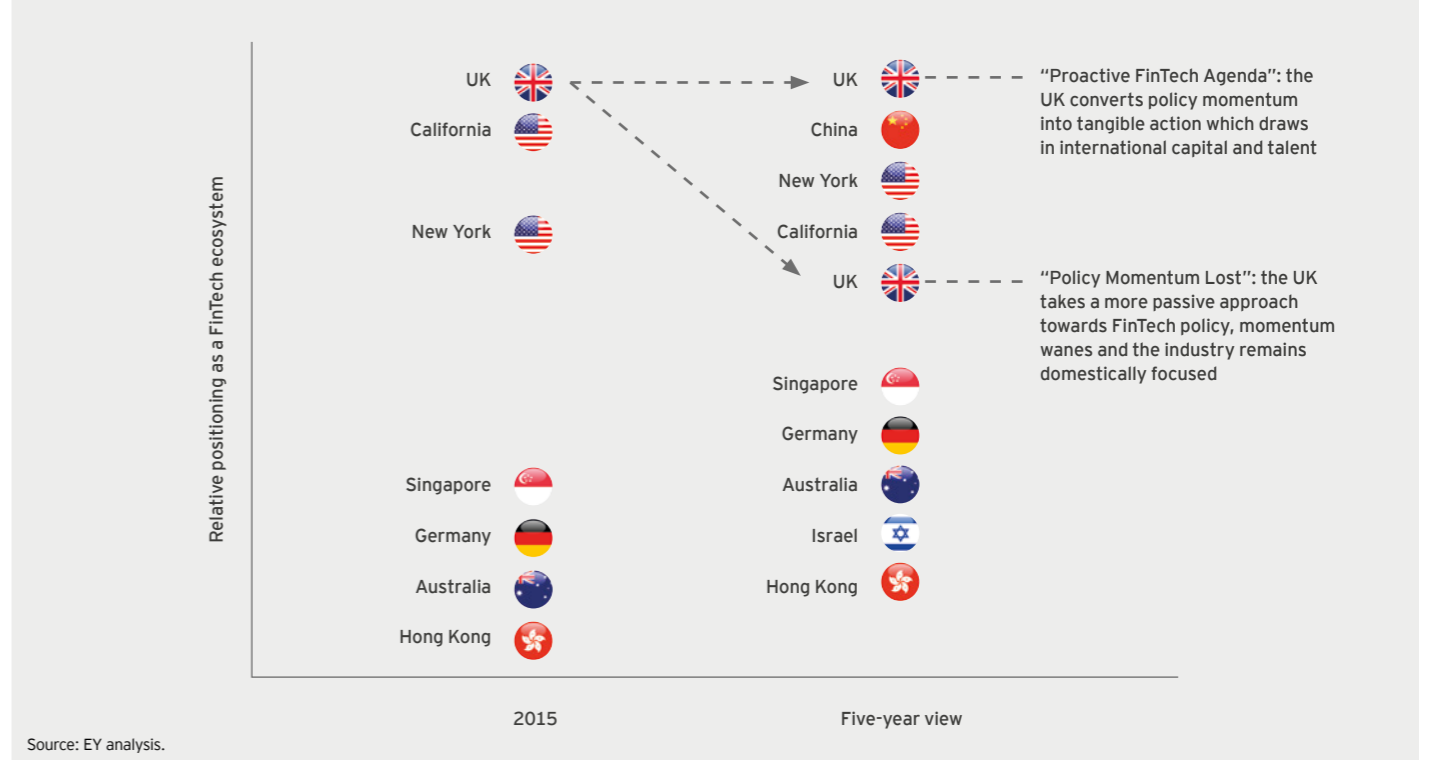 Relative positioning as a FinTech ecosystem
UK
California
New York
Singapore
Germany
Australia
Hong Kong
UK
China
New York
California
UK
Singapore
Germany
Australia
Israel
Hong Kong
“Proactive FinTech Agenda”: the
UK converts policy momentum
into tangible action which draws
in international capital and talent
“Policy Momentum Lost”: the UK
takes a more passive approach
towards FinTech policy, momentum
wanes and the industry remains
domestically focused
2015
Five-year view
Source: EY analysis.